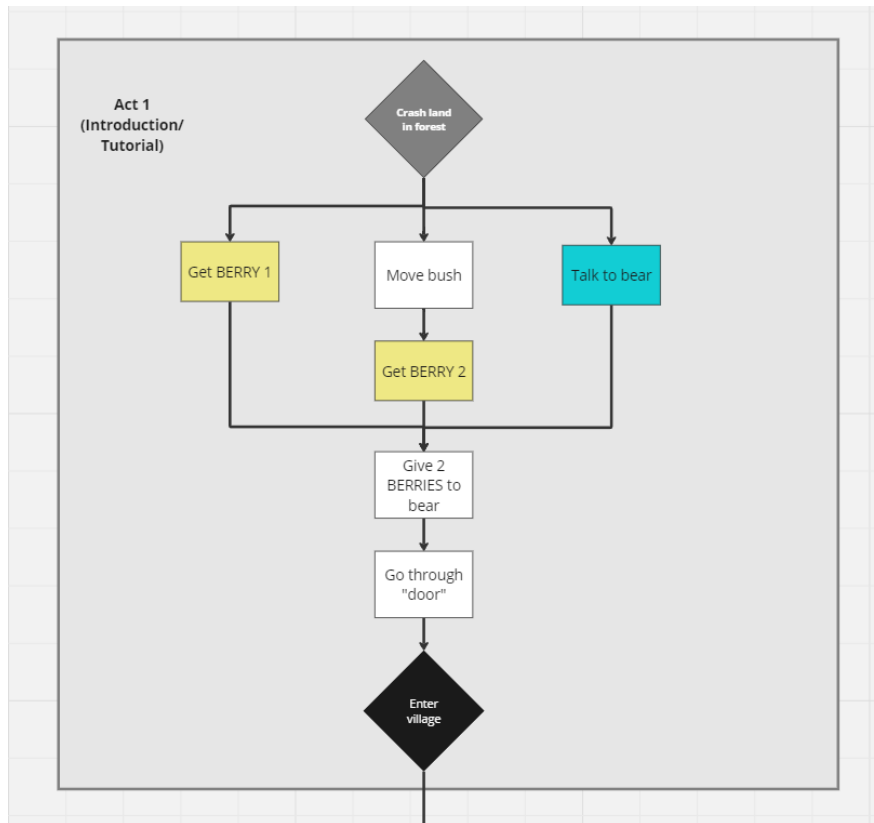 Act 1
(Introduction/
Tutorial)
Crash land
in forest
Get BERRY 1
Move bush
Talk to bear
Get BERRY 2
Give 2
BERRIES to
bear
Go through
"door"
Enter
village